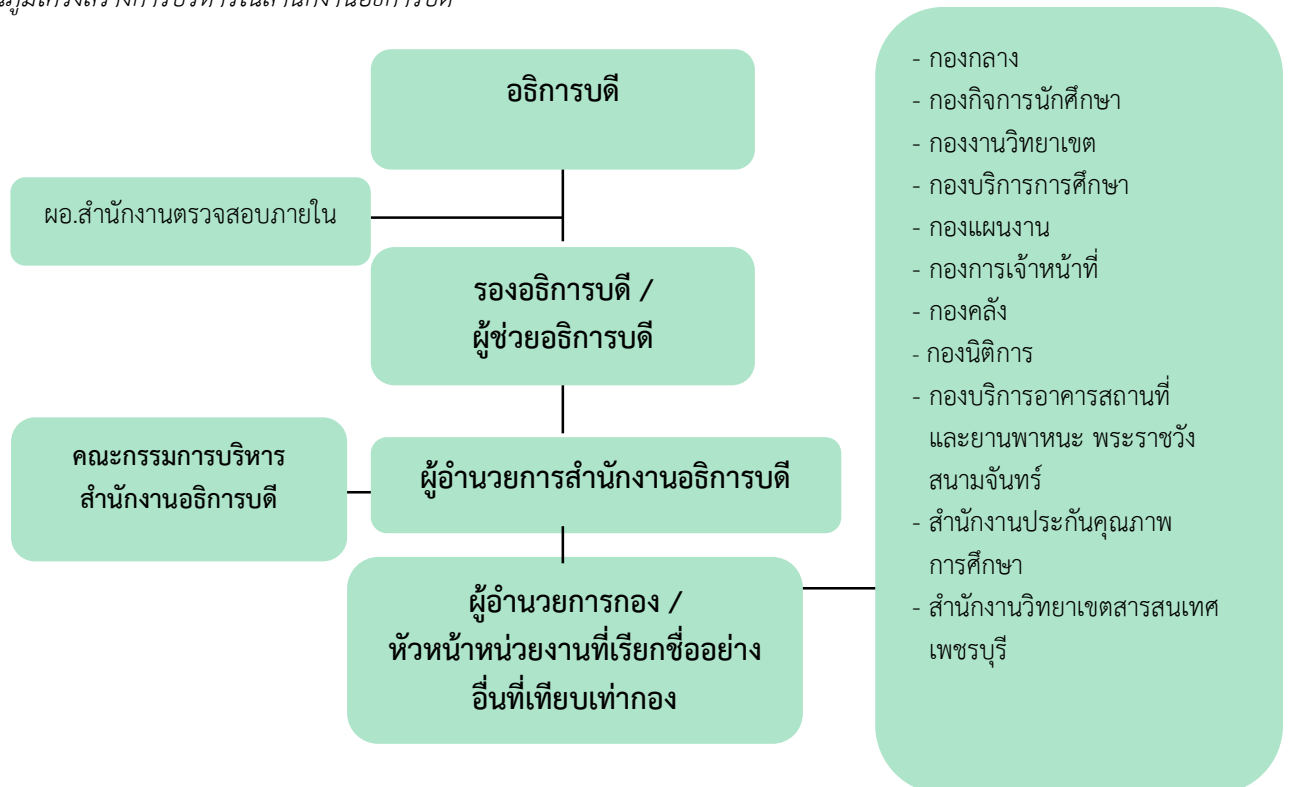 อธิการบดี
ผอ.สำนักงานตรวจสอบภายใน
รองอธิการบดี /
ผู้ช่วยอธิการบดี
คณะกรรมการบริหาร
สำนักงานอธิการบดี
ผู้อำนวยการสำนักงานอธิการบดี
ผู้อำนวยการกอง /
หัวหน้าหน่วยงานที่เรียกชื่ออย่าง
อื่นที่เทียบเท่ากอง
- กองกลาง
- กองกิจการนักศึกษา
- กองงานวิทยาเขต
- กองบริการการศึกษา
- กองแผนงาน
- กองการเจ้าหน้าที่
- กองคลัง
- กองนิติการ
- กองบริการอาคารสถานที่
และยานพาหนะ พระราชวัง
สนามจันทร์
- สำนักงานประกันคุณภาพ
การศึกษา
- สำนักงานวิทยาเขตสารสนเทศ
เพชรบุรี